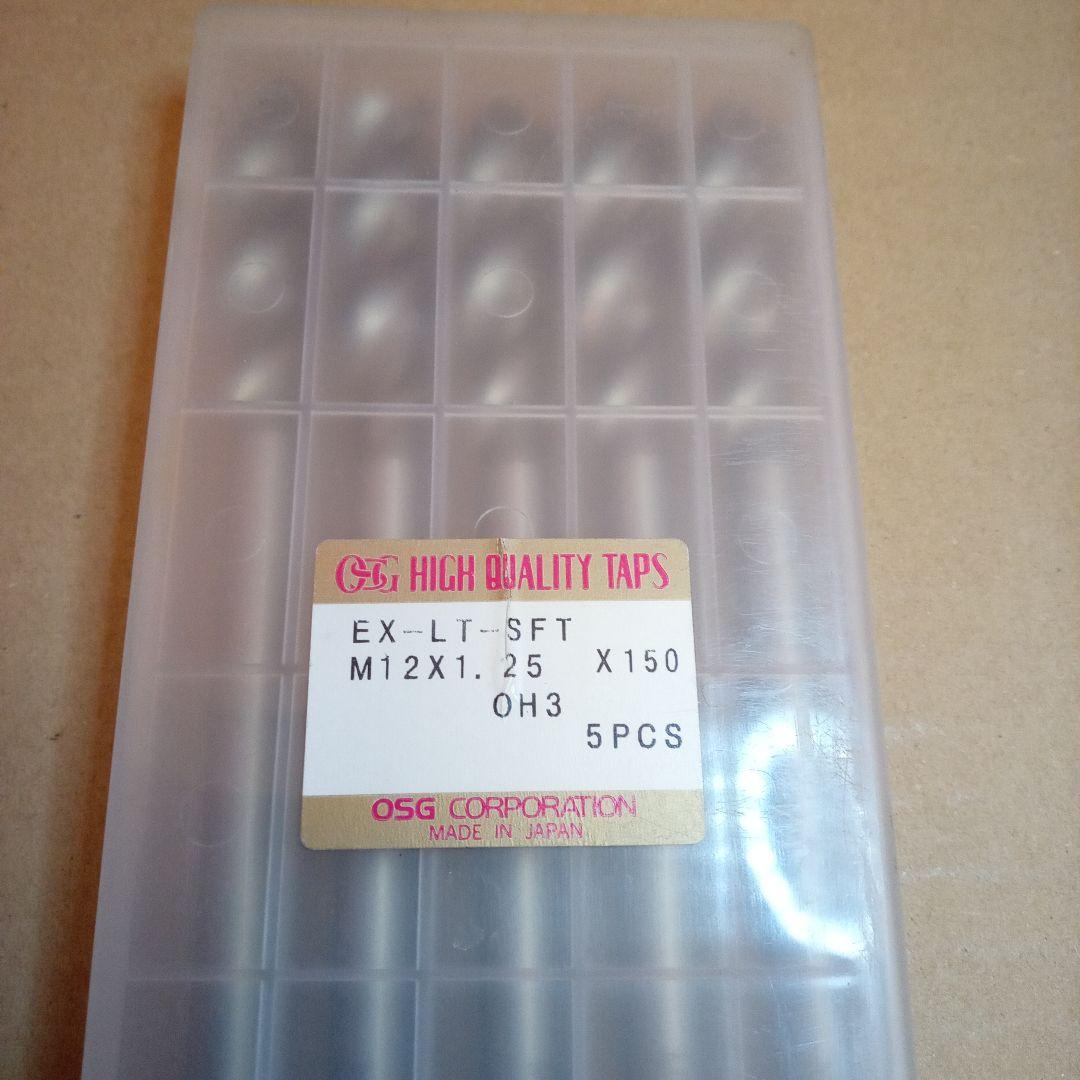 OSG HIGH QUALITY TAPS
EX-LT-SFT
M12X1.25 X150
OH3
5PCS
OSG CORPORATION
MADE IN JAPAN